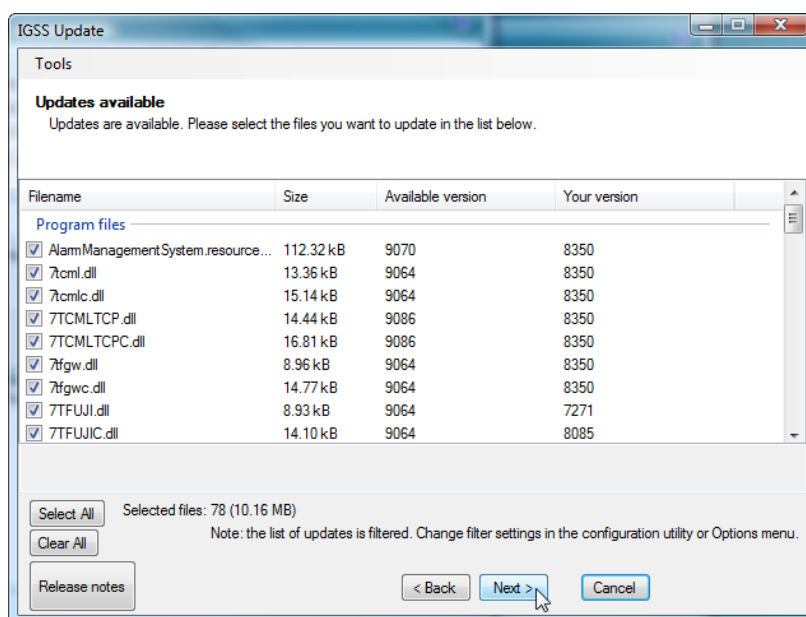 IGSS Update
Tools
Updates available
Updates are available. Please select the files you want to update in the list below.
Filename Size Available version Your version
Program files
AlarmManagementSystem.resource... 112.32 kB 9070 8350
7tcml.dll 13.36 kB 9064 8350
7tcmlc.dll 15.14 kB 9064 8350
7TCMLTCP.dll 14.44 kB 9086 8350
7TCMLTCPC.dll 16.81 kB 9086 8350
7tfgw.dll 8.96 kB 9064 8350
7tfgwc.dll 14.77 kB 9064 8350
7TFUJI.dll 8.93 kB 9064 7271
7TFUJIC.dll 14.10 kB 9064 8085
Select All Selected files: 78 (10.16 MB)
Note: the list of updates is filtered. Change filter settings in the configuration utility or Options menu.
Clear All
Release notes < Back Next > Cancel